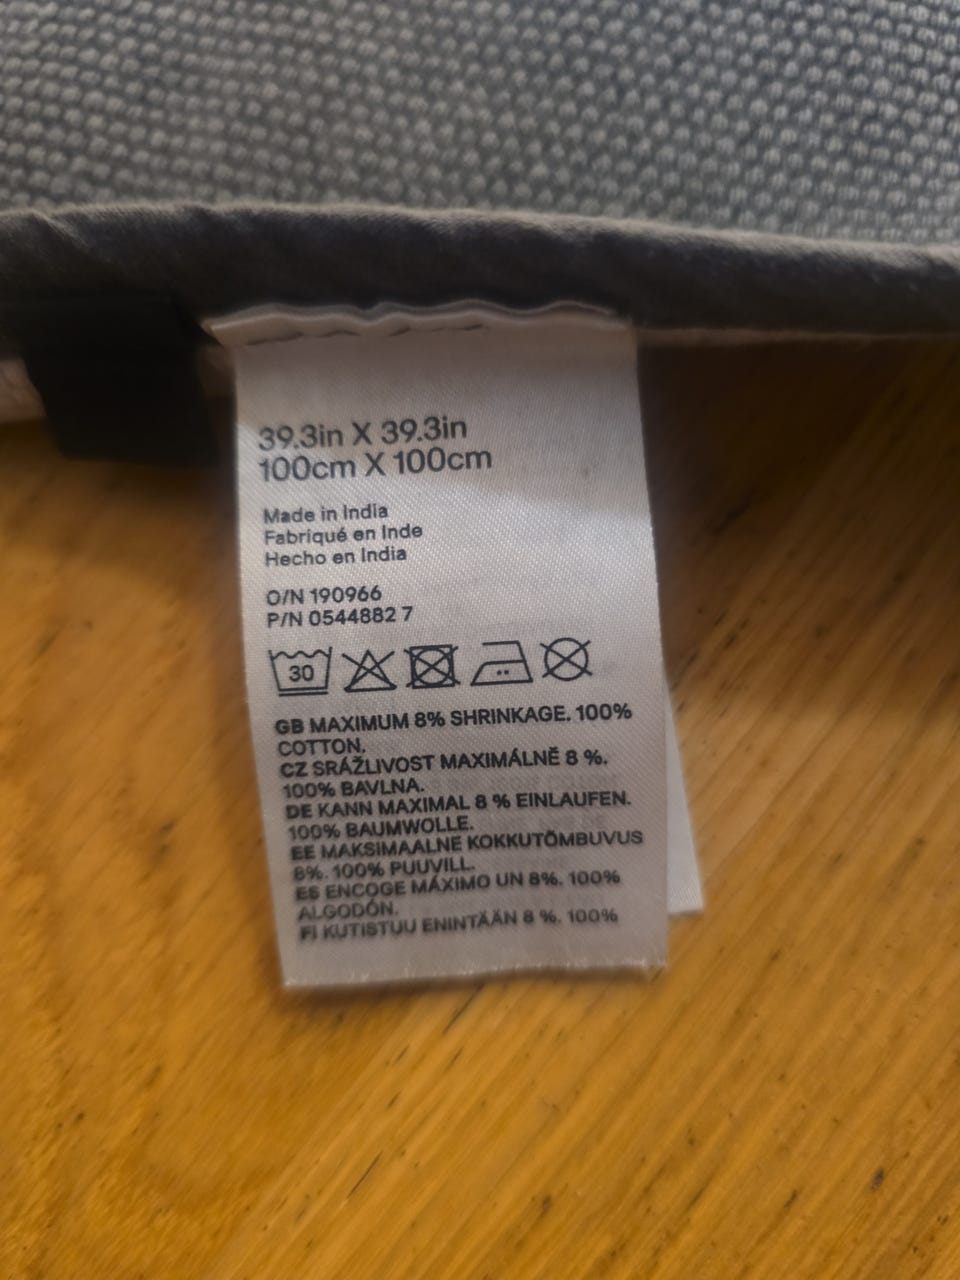 39.3in X 39.3in
100cm X 100cm
Made in India
Fabriqué en Inde
Hecho en India
O/N 190966
P/N 0544882 7
30
GB MAXIMUM 8% SHRINKAGE. 100%
COTTON.
CZ SRÁŽLIVOST MAXIMÁLNĚ 8 %.
100% BAVLNA.
DE KANN MAXIMAL 8 % EINLAUFEN.
100% BAUMWOLLE.
EE MAKSIMAALNE KOKKUTÕMBUVUS
8%. 100% PUUVILL.
ES ENCOGE MÁXIMO UN 8%. 100%
ALGODÓN.
FI KUTISTUU ENINTÄÄN 8 %. 100%